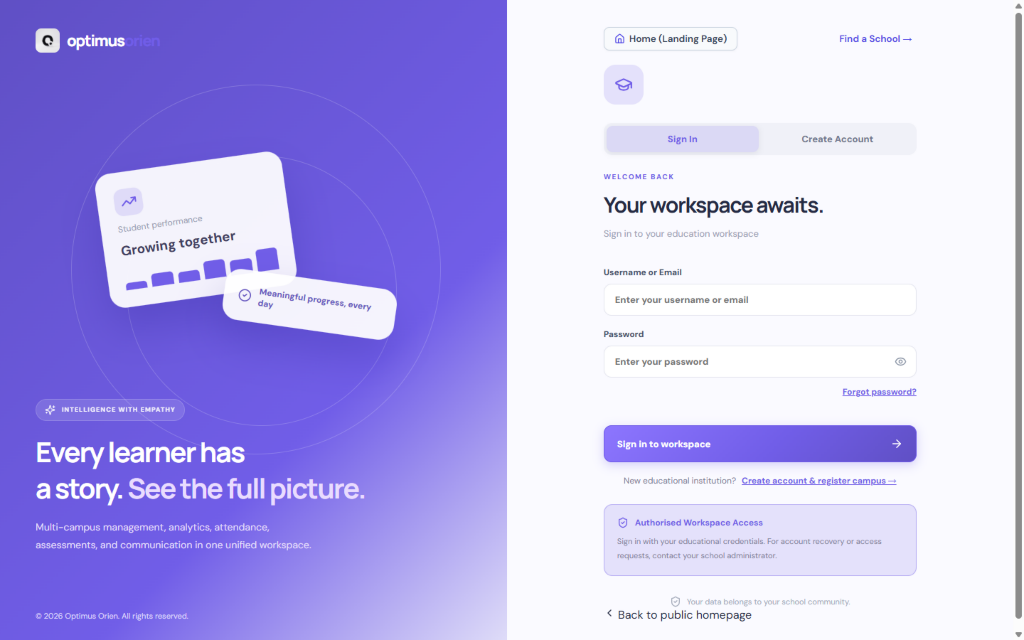 optimusorien
Student performance
Growing together
Meaningful progress, every
day
INTELLIGENCE WITH EMPATHY
Every learner has
a story. See the full picture.
Multi-campus management, analytics, attendance,
assessments, and communication in one unified workspace.
© 2026 Optimus Orien. All rights reserved.
Home (Landing Page)
Find a School →
Sign In
Create Account
WELCOME BACK
Your workspace awaits.
Sign in to your education workspace
Username or Email
Enter your username or email
Password
Enter your password
Forgot password?
Sign in to workspace
New educational institution? Create account & register campus →
Authorised Workspace Access
Sign in with your educational credentials. For account recovery or access
requests, contact your school administrator.
Your data belongs to your school community.
Back to public homepage